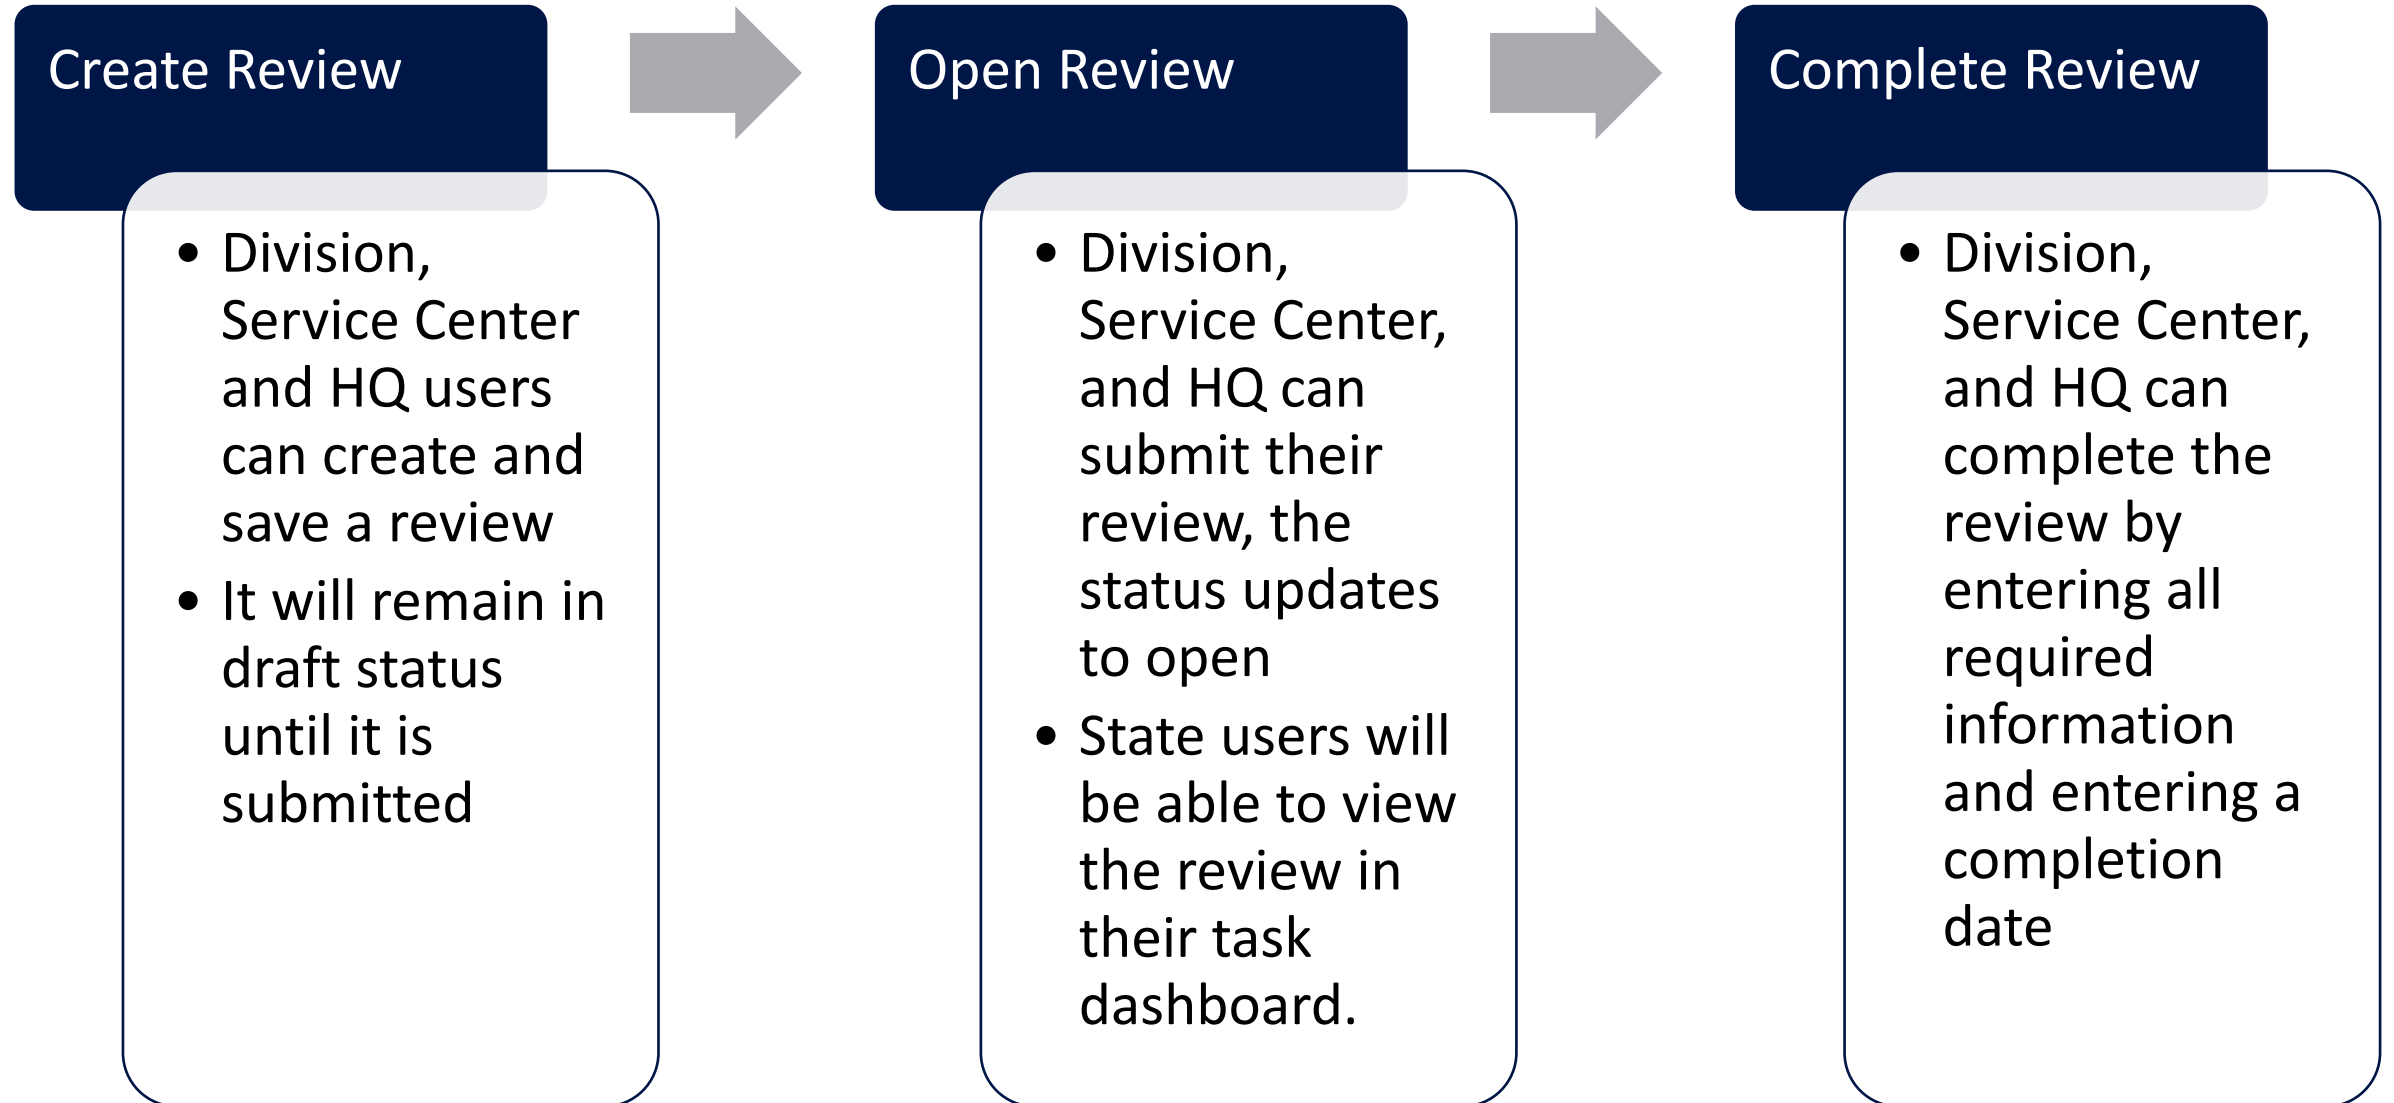 Create Review
• Division,
Service Center
and HQ users
can create and
save a review
• It will remain in
draft status
until it is
submitted
Open Review
• Division,
Service Center,
and HQ can
submit their
review, the
status updates
to open
• State users will
be able to view
the review in
their task
dashboard.
Complete Review
• Division,
Service Center,
and HQ can
complete the
review by
entering all
required
information
and entering a
completion
date